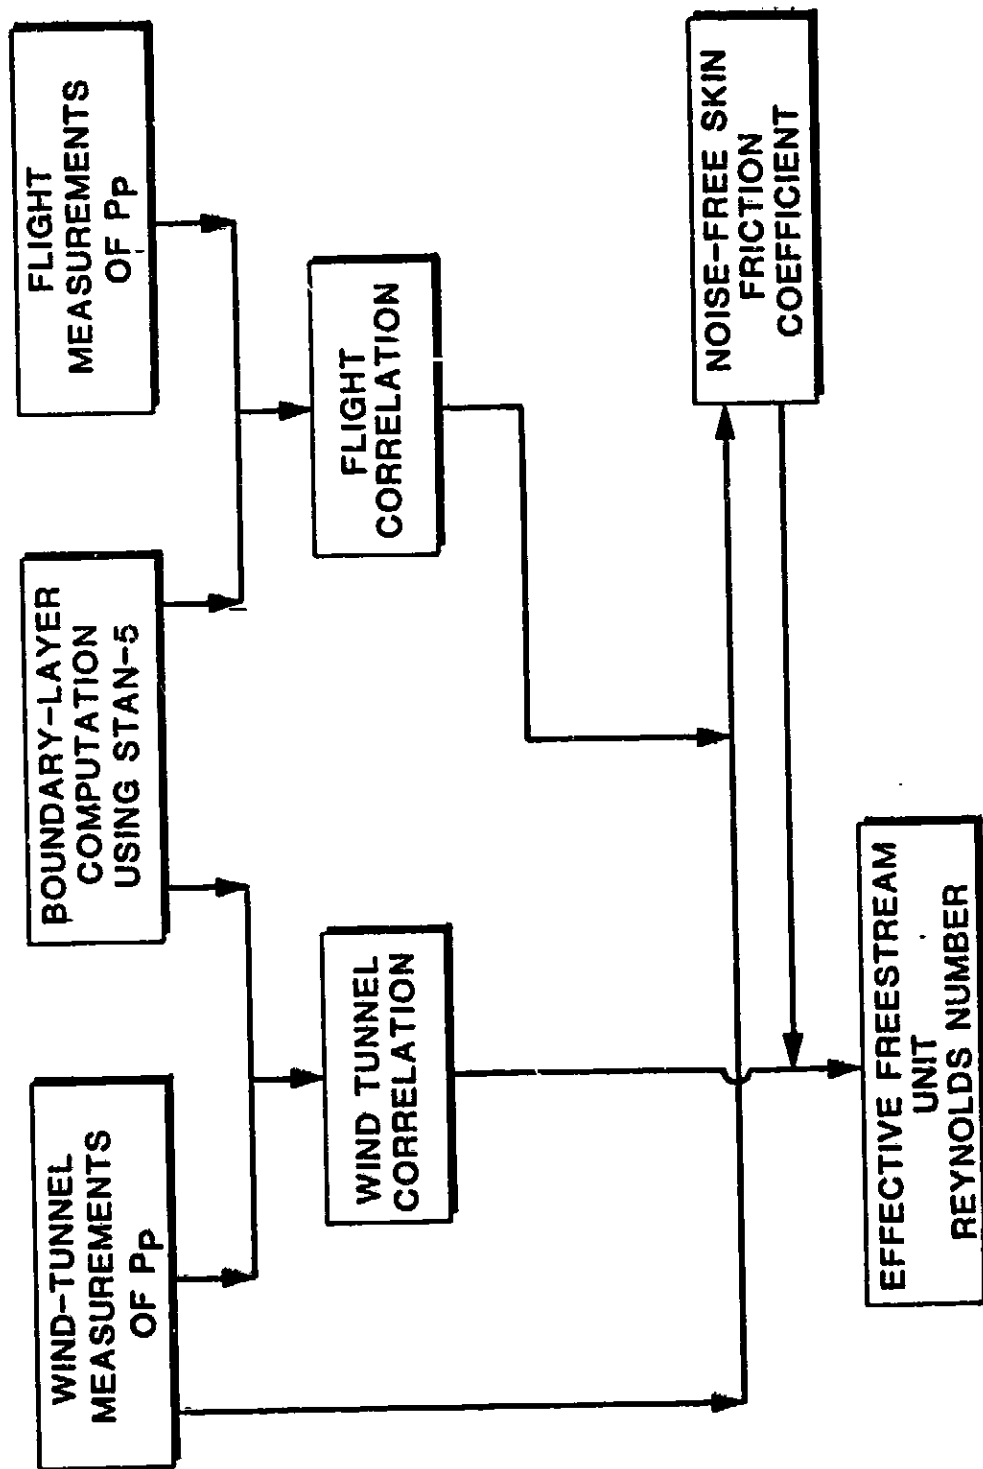 WIND-TUNNEL
MEASUREMENTS
OF Pp
BOUNDARY-LAYER
COMPUTATION
USING STAN-5
FLIGHT
MEASUREMENTS
OF Pp
WIND TUNNEL
CORRELATION
FLIGHT
CORRELATION
NOISE-FREE SKIN
FRICTION
COEFFICIENT
EFFECTIVE FREESTREAM
UNIT
REYNOLDS NUMBER